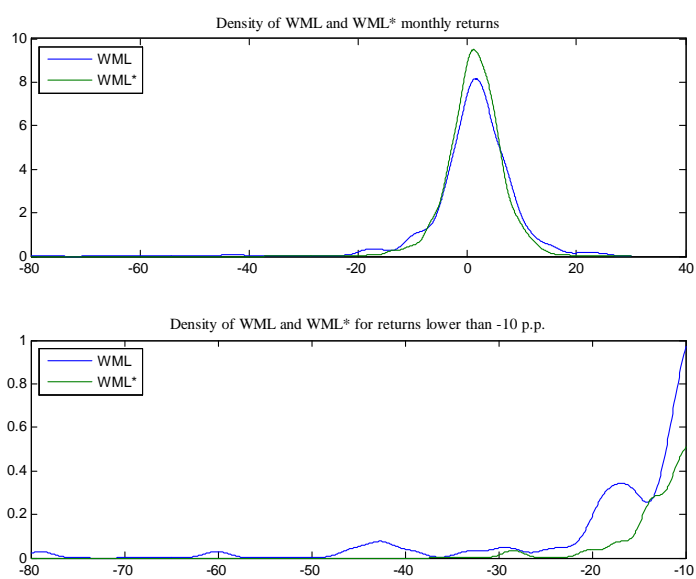 Density of WML and WML* monthly returns
10
8
6
4
2
0
WML
WML*
-80 -60 -40 -20 0 20 40
Density of WML and WML* for returns lower than -10 p.p.
1
0.8
0.6
0.4
0.2
0
WML
WML*
-80 -70 -60 -50 -40 -30 -20 -10